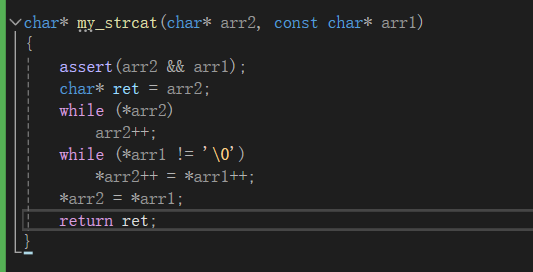 char* my_strcat(char* arr2, const char* arr1)
{
assert(arr2 && arr1);
char* ret = arr2;
while (*arr2)
arr2++;
while (*arr1 != '\0')
*arr2++ = *arr1++;
*arr2 = *arr1;
return ret;
}